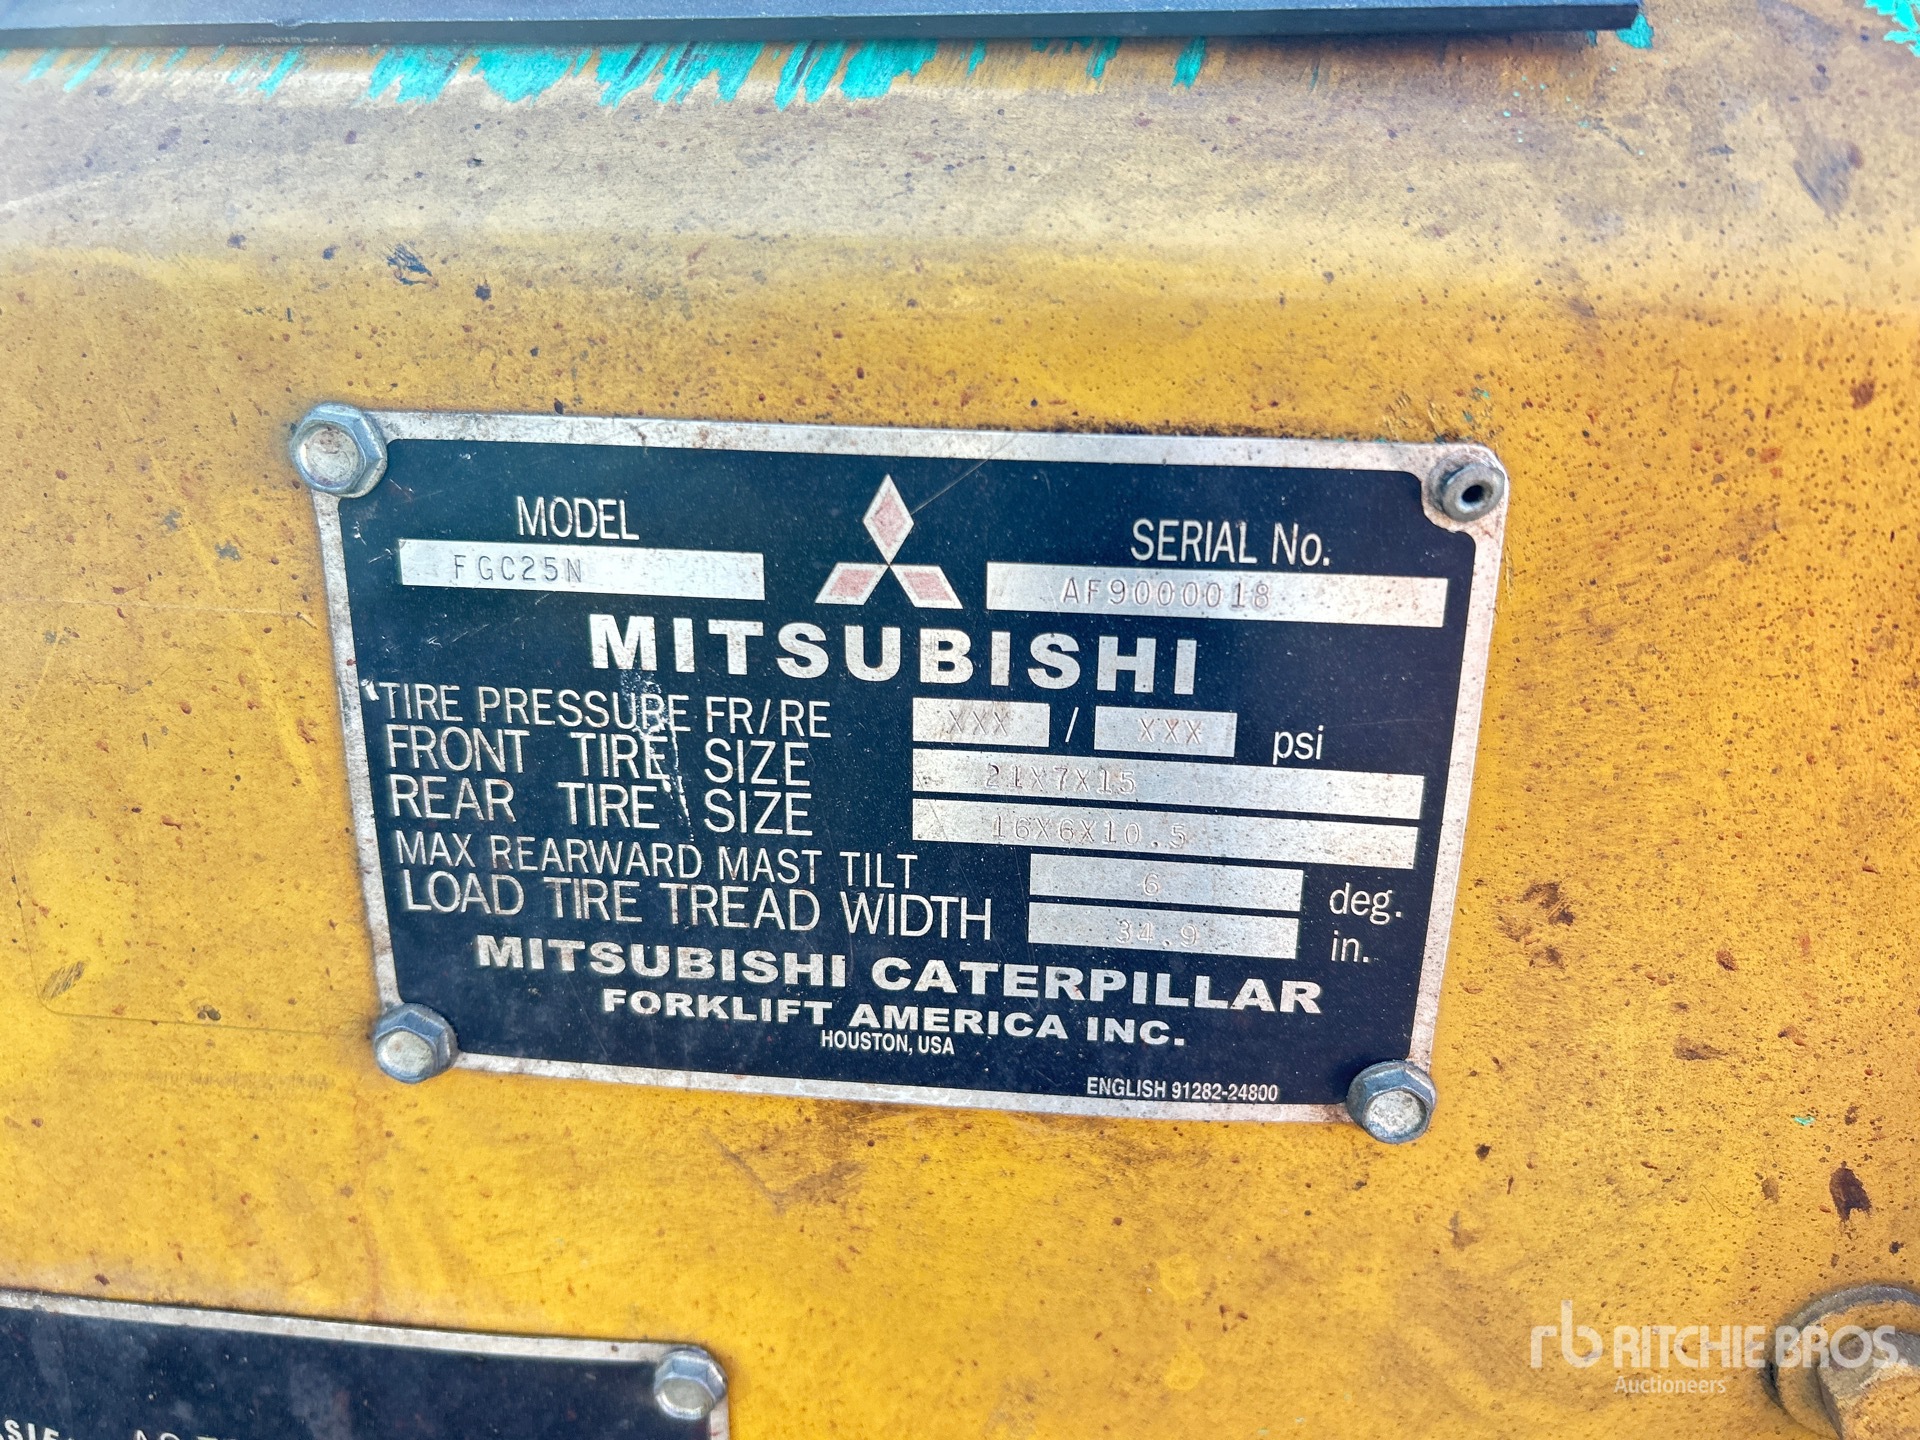 MODEL
FGC25N
SERIAL No.
AF9000018
MITSUBISHI
TIRE PRESSURE FR/RE XXX / XXX psi
FRONT TIRE SIZE 21X7X15
REAR TIRE SIZE 16X6X10.5
MAX REARWARD MAST TILT 6 deg.
LOAD TIRE TREAD WIDTH 34.9 in.
MITSUBISHI CATERPILLAR
FORKLIFT AMERICA INC.
HOUSTON, USA
ENGLISH 91282-24800
rb RITCHIE BROS.
Auctioneers